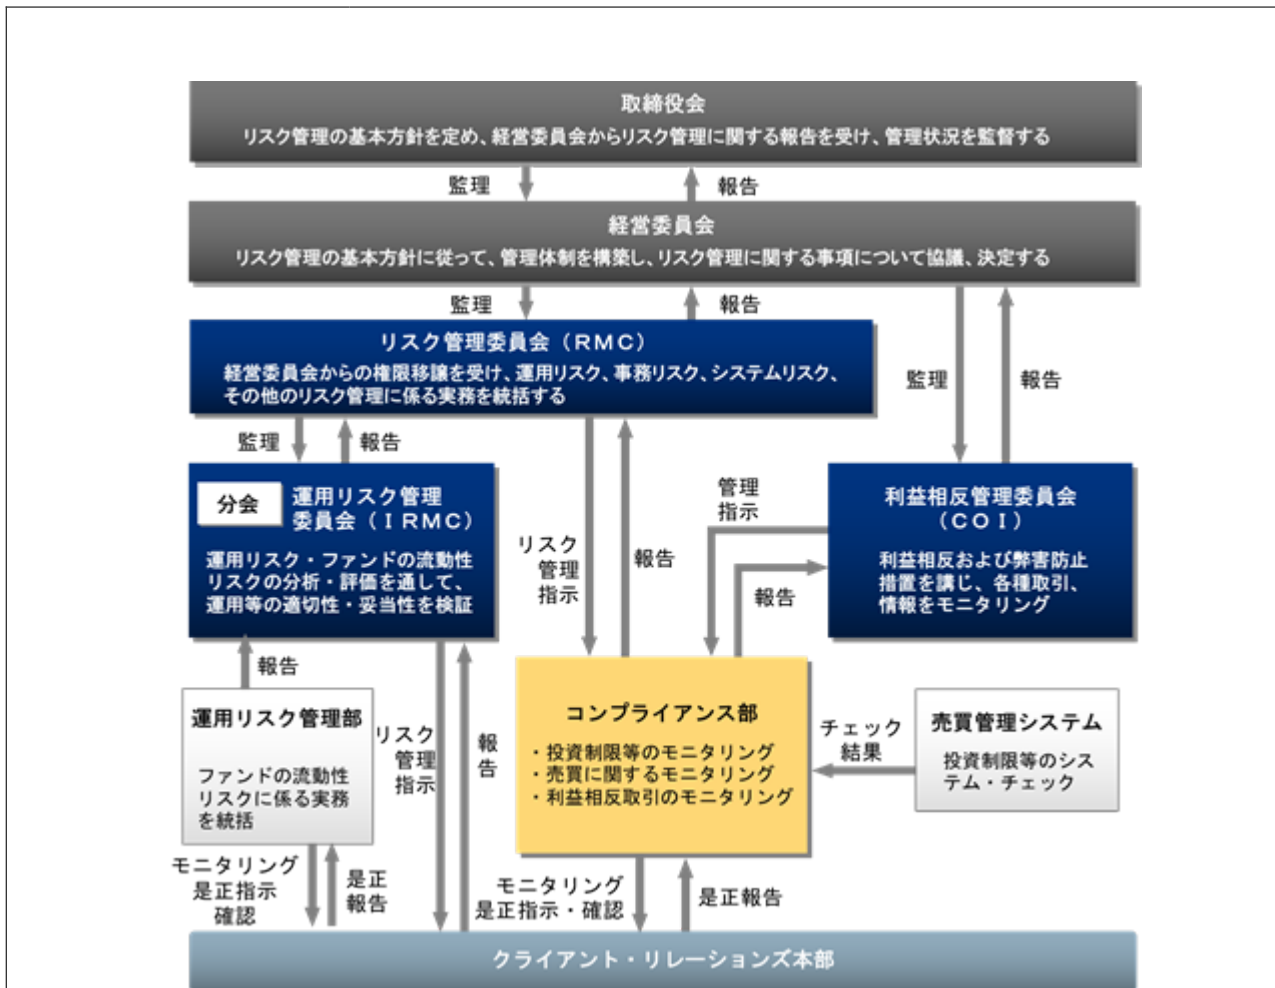 取締役会
リスク管理の基本方針を定め、経営委員会からリスク管理に関する報告を受け、管理状況を監督する
監理
報告
経営委員会
リスク管理の基本方針に従って、管理体制を構築し、リスク管理に関する事項について協議、決定する
監理
報告
リスク管理委員会（ＲＭＣ）
経営委員会からの権限移譲を受け、運用リスク、事務リスク、システムリスク、
その他のリスク管理に係る実務を統括する
監理
報告
監理
報告
分会
運用リスク管理
委員会（ＩＲＭＣ）
運用リスク・ファンドの流動性
リスクの分析・評価を通して、
運用等の適切性・妥当性を検証
リスク
管理
指示
報告
管理
指示
報告
利益相反管理委員会
（ＣＯＩ）
利益相反および弊害防止
措置を講じ、各種取引、
情報をモニタリング
報告
運用リスク管理部
ファンドの流動性
リスクに係る実務
を統括
リスク
管理
指示
報
告
コンプライアンス部
・投資制限等のモニタリング
・売買に関するモニタリング
・利益相反取引のモニタリング
チェック
結果
売買管理システム
投資制限等のシス
テム・チェック
モニタリング
是正指示
確認
是正
報告
モニタリング
是正指示・確認
是正報告
クライアント・リレーションズ本部